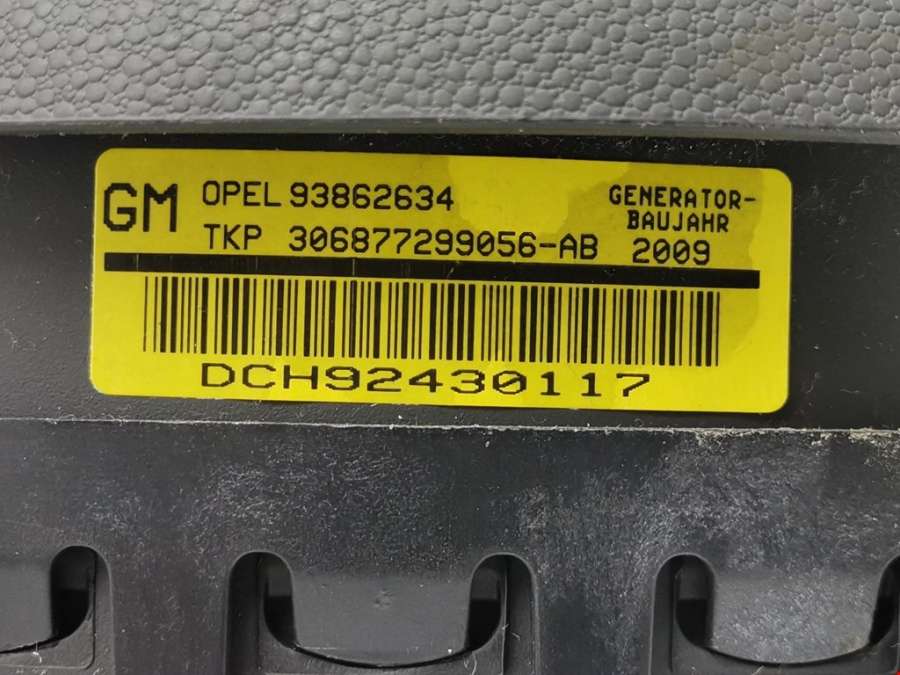 GM OPEL 93862634
TKP 306877299056-AB
GENERATOR-
BAUJAHR
2009
DCH92430117